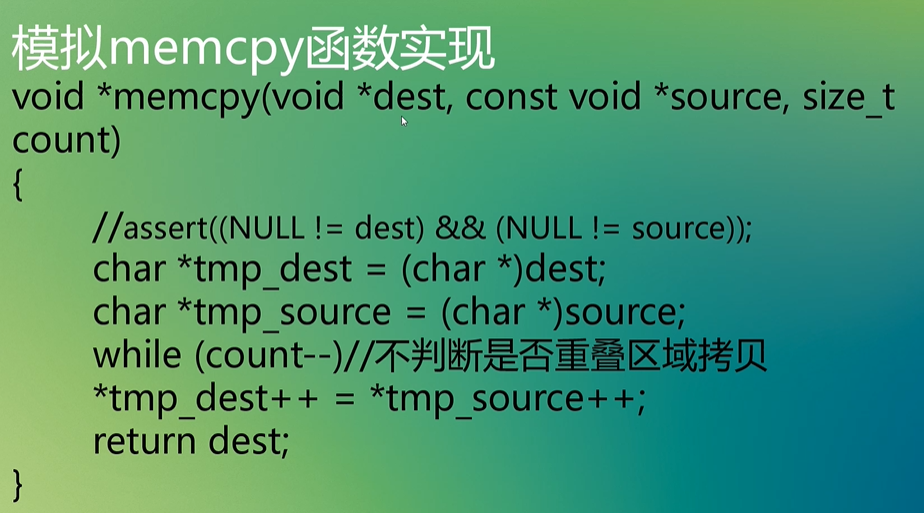 模拟memcpy函数实现
void *memcpy(void *dest, const void *source, size_t
count)
{
//assert((NULL != dest) && (NULL != source));
char *tmp_dest = (char *)dest;
char *tmp_source = (char *)source;
while (count--)//不判断是否重叠区域拷贝
*tmp_dest++ = *tmp_source++;
return dest;
}